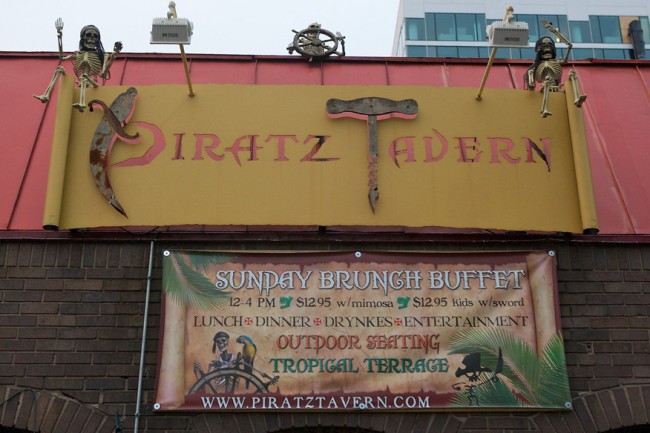 PIRATZ TAVERN
SUNDAY BRUNCH BUFFET
12-4 PM $12.95 w/mimosa $12.95 kids w/sword
LUNCH DINNER DRYNKES ENTERTAINMENT
OUTDOOR SEATING
TROPICAL TERRAGE
WWW.PIRATZTAVERN.COM